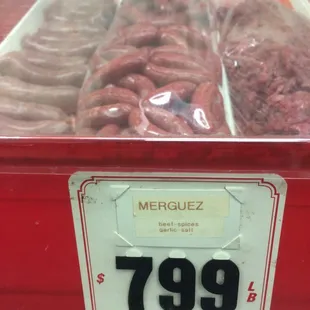 MERGUEZ
beef-spices
garlic-salt
$ 799 LB